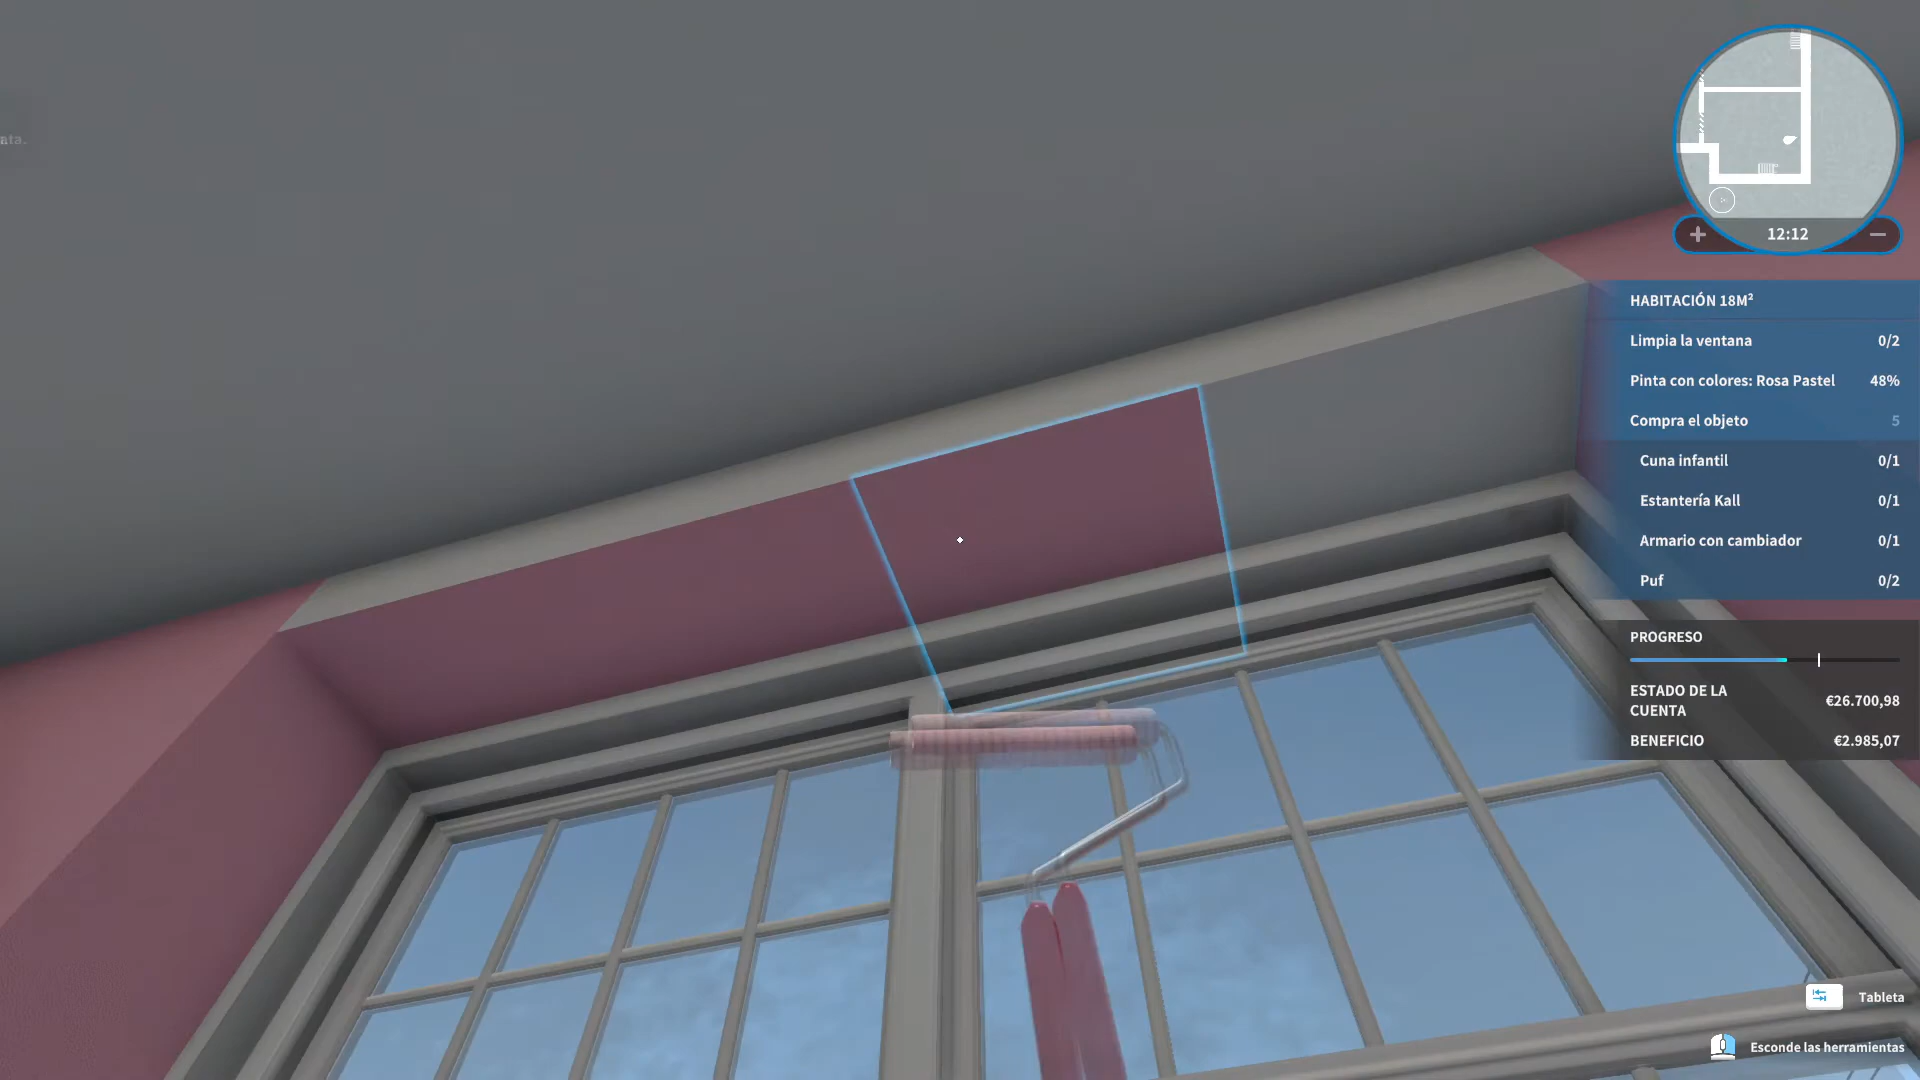 ata.
12:12
HABITACIÓN 18M²
Limpia la ventana 0/2
Pinta con colores: Rosa Pastel 48%
Compra el objeto 5
Cuna infantil 0/1
Estantería Kall 0/1
Armario con cambiador 0/1
Puf 0/2
PROGRESO
ESTADO DE LA
CUENTA €26.700,98
BENEFICIO €2.985,07
Tableta
Esconde las herramientas